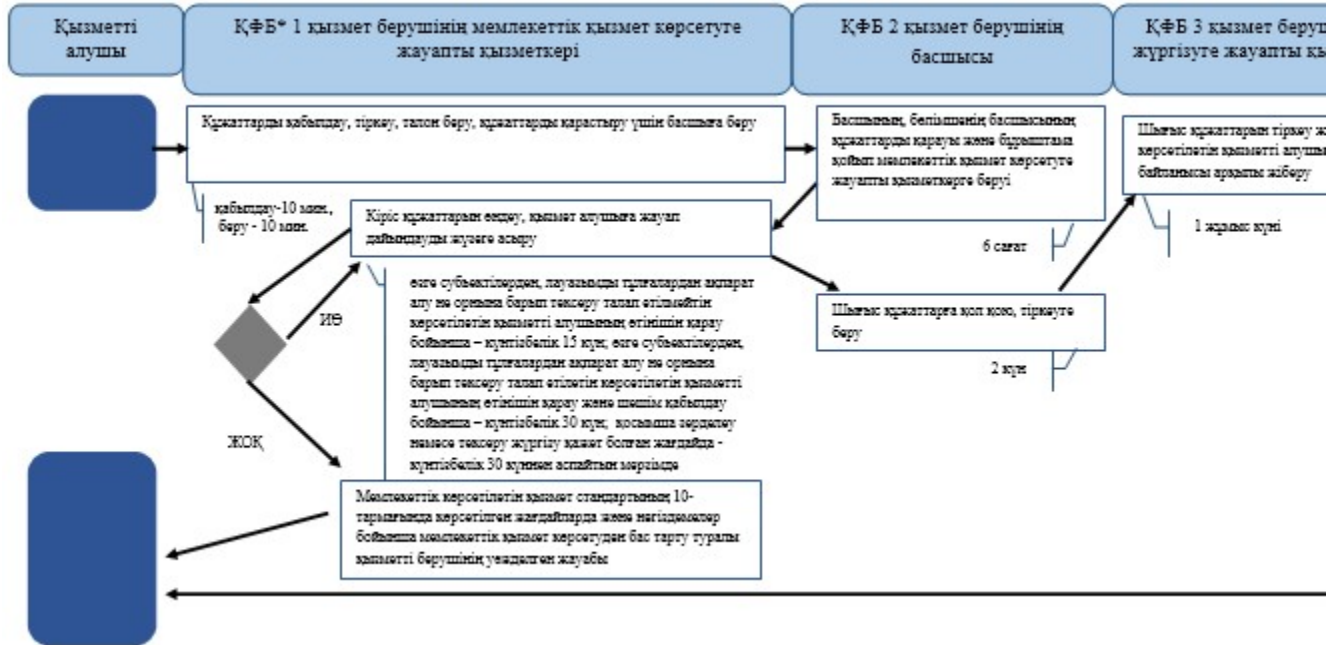 Қызметті
алушы
ҚФБ* 1 қызмет берушінің мемлекеттік қызмет көрсетуге
жауапты қызметкері
ҚФБ 2 қызмет берушінің
басшысы
ҚФБ 3 қызмет беруш
жүргізуге жауапты қы
Құжаттарды қабылдау, тіркеу, талон беру, құжаттарды қарастыру үшін басшыға беру
қабылдау-10 мин.,
беру - 10 мин.
Басшының, бөлімшенің басшысының
құжаттарды қарауы және бұрыштама
қойып мемлекеттік қызмет көрсетуге
жауапты қызметкерге беруі
6 сағат
Шығыс құжаттарын тіркеу ж
көрсетілетін қызметті алушы
байланысы арқылы жіберу
1 жұмыс күні
Кіріс құжаттарын өңдеу, қызмет алушыға жауап
дайындауды жүзеге асыру
ИӘ
ЖОҚ
өзге субъектілерден, лауазымды тұлғалардан ақпарат
алу не орнына барып тексеру талап етілмейтін
көрсетілетін қызметті алушының өтінішін қарау
бойынша – күнтізбелік 15 күн; өзге субъектілерден,
лауазымды тұлғалардан ақпарат алу не орнына
барып тексеру талап етілетін көрсетілетін қызметті
алушының өтінішін қарау және шешім қабылдау
бойынша – күнтізбелік 30 күн; қосымша зерделеу
немесе тексеру жүргізу қажет болған жағдайда -
күнтізбелік 30 күннен аспайтын мерзімде
Шығыс құжаттарға қол қою, тіркеуге
беру
2 күн
Мемлекеттік көрсетілетін қызмет стандартының 10-
тармағында көрсетілген жағдайларда және негіздемелер
бойынша мемлекеттік қызмет көрсетуден бас тарту туралы
қызметті берушінің уәжделген жауабы